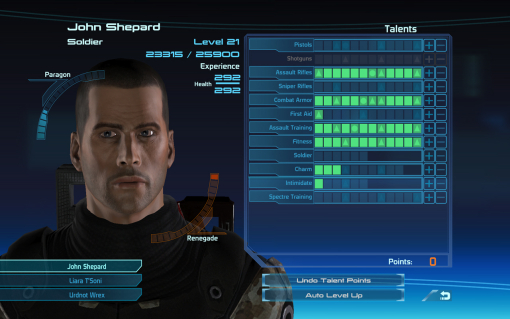 John Shepard
Talents
Soldier
Level 21
23315 / 25900
Experience
292
Health
292
Paragon
Renegade
Pistols
Shotguns
Assault Rifles
Sniper Rifles
Combat Armor
First Aid
Assault Training
Fitness
Soldier
Charm
Intimidate
Spectre Training
Points: 0
John Shepard
Liara T'Soni
Urdnot Wrex
Undo Talent Points
Auto Level Up